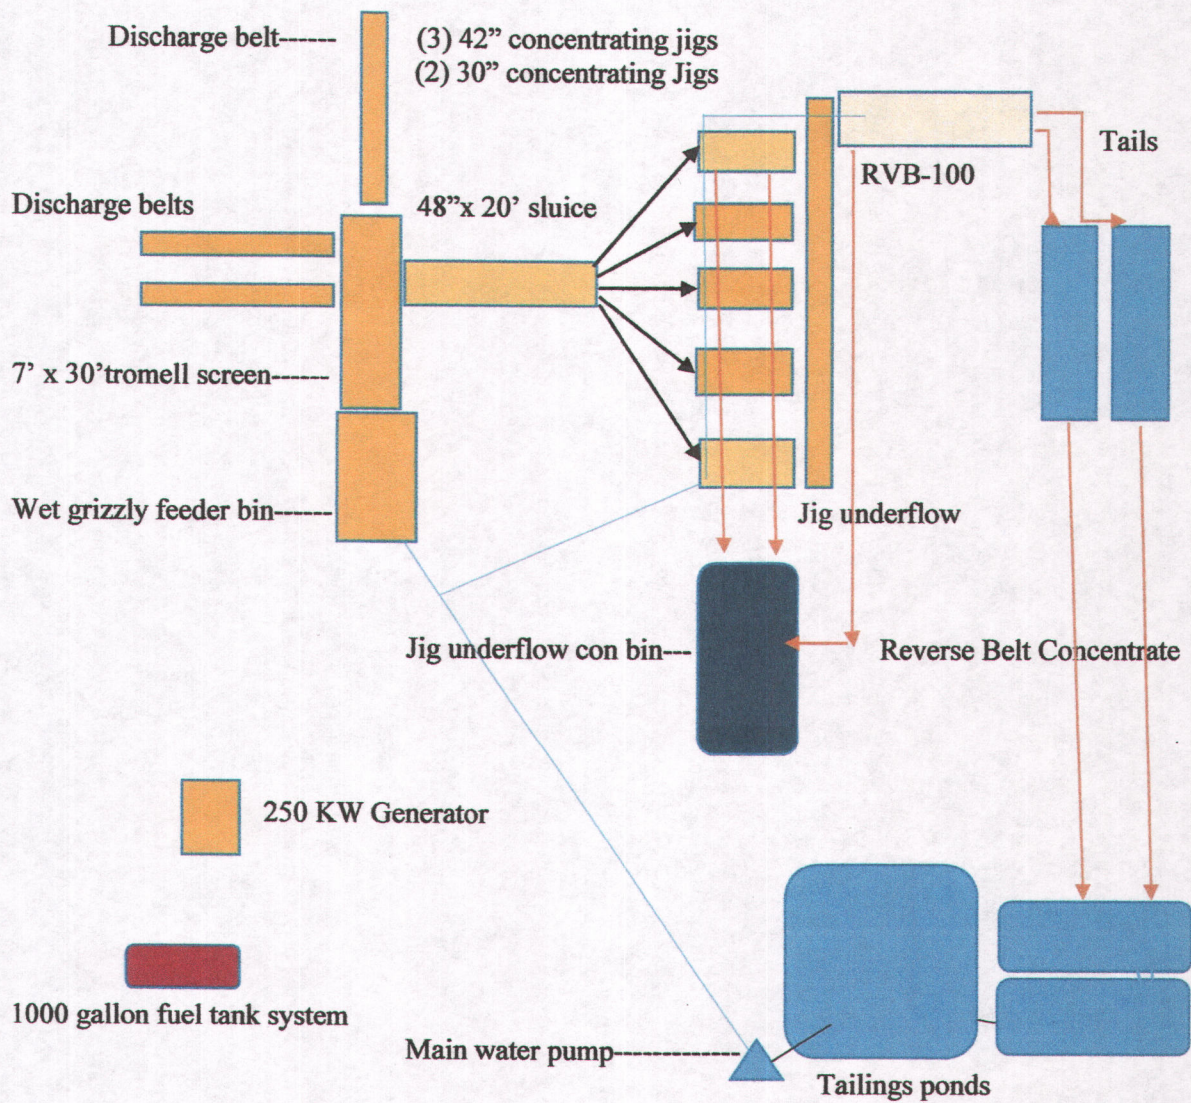 Discharge belt------
(3) 42” concentrating jigs
(2) 30” concentrating Jigs
Tails
RVB-100
Discharge belts
48”x 20’ sluice
7’ x 30’tromell screen------
Wet grizzly feeder bin------
Jig underflow
Jig underflow con bin---
Reverse Belt Concentrate
250 KW Generator
1000 gallon fuel tank system
Main water pump-------------
Tailings ponds